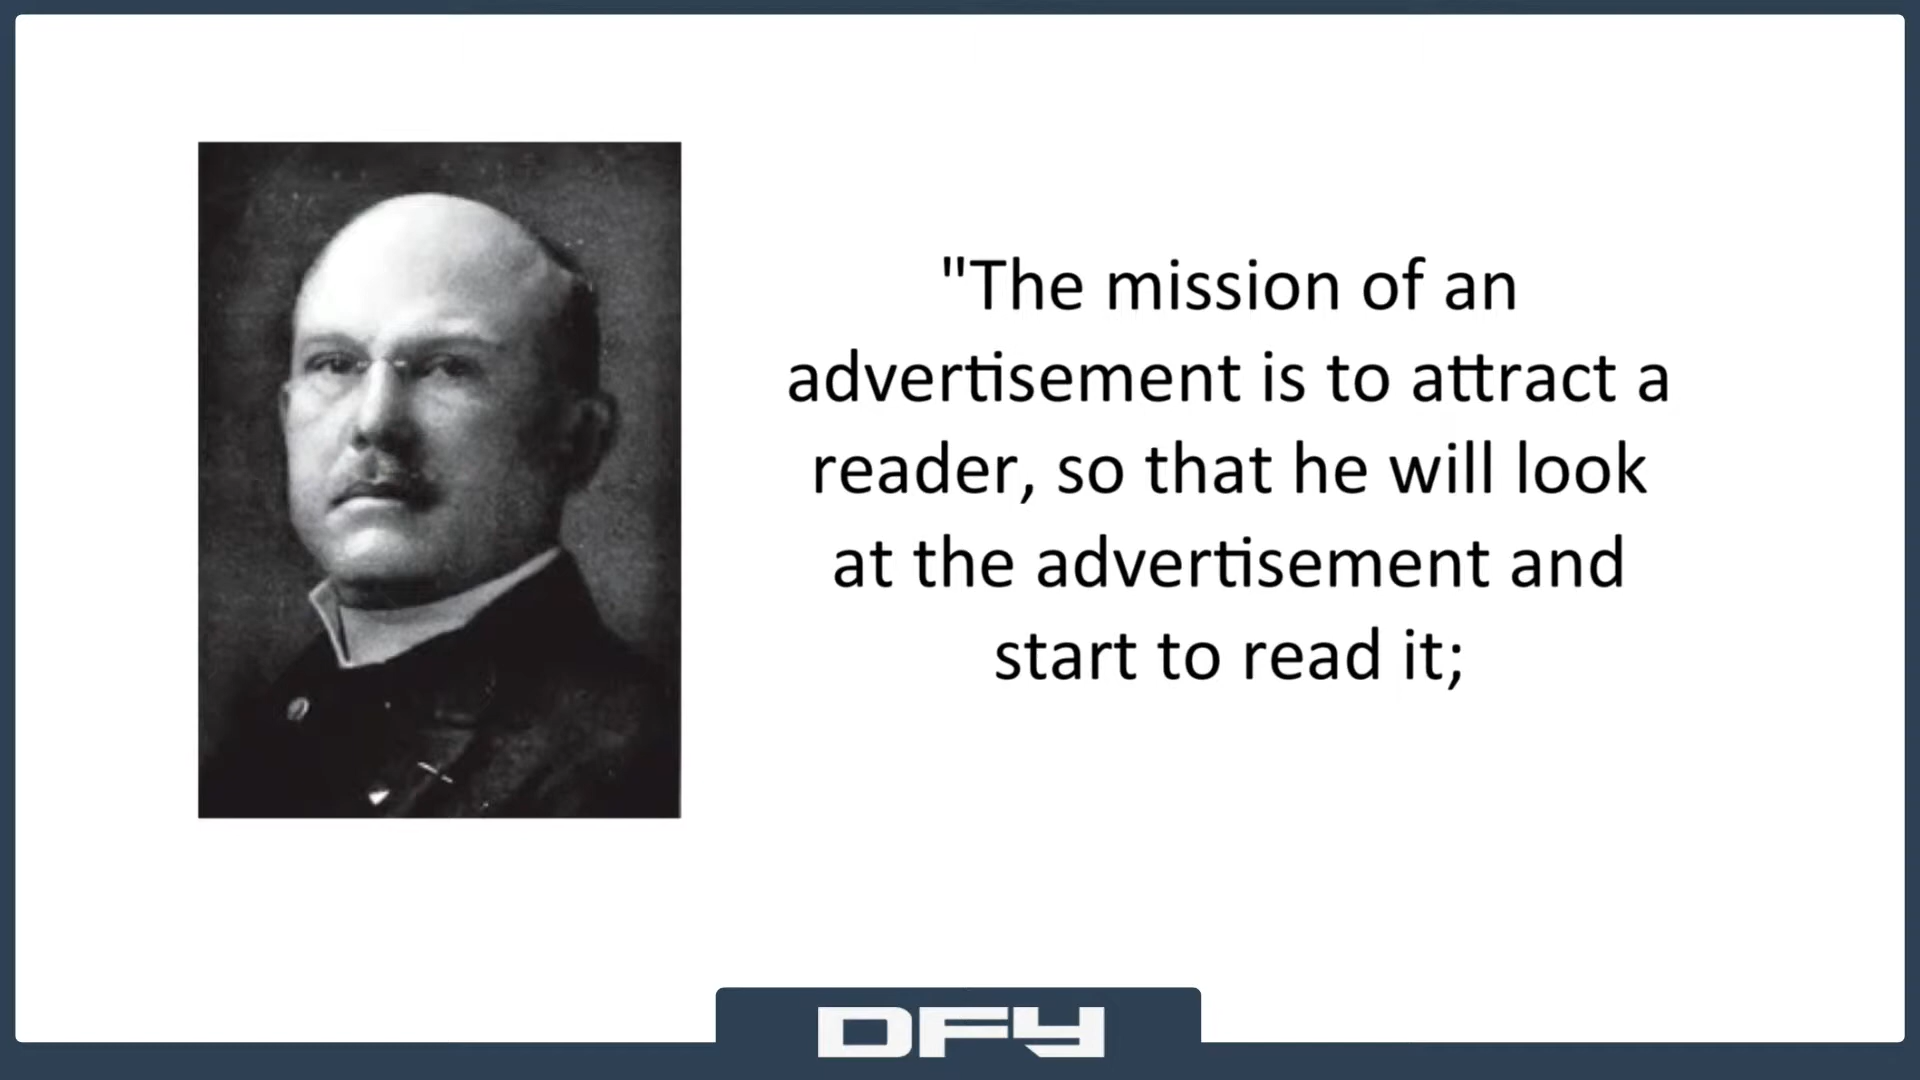 "The mission of an
advertisement is to attract a
reader, so that he will look
at the advertisement and
start to read it;
DFY